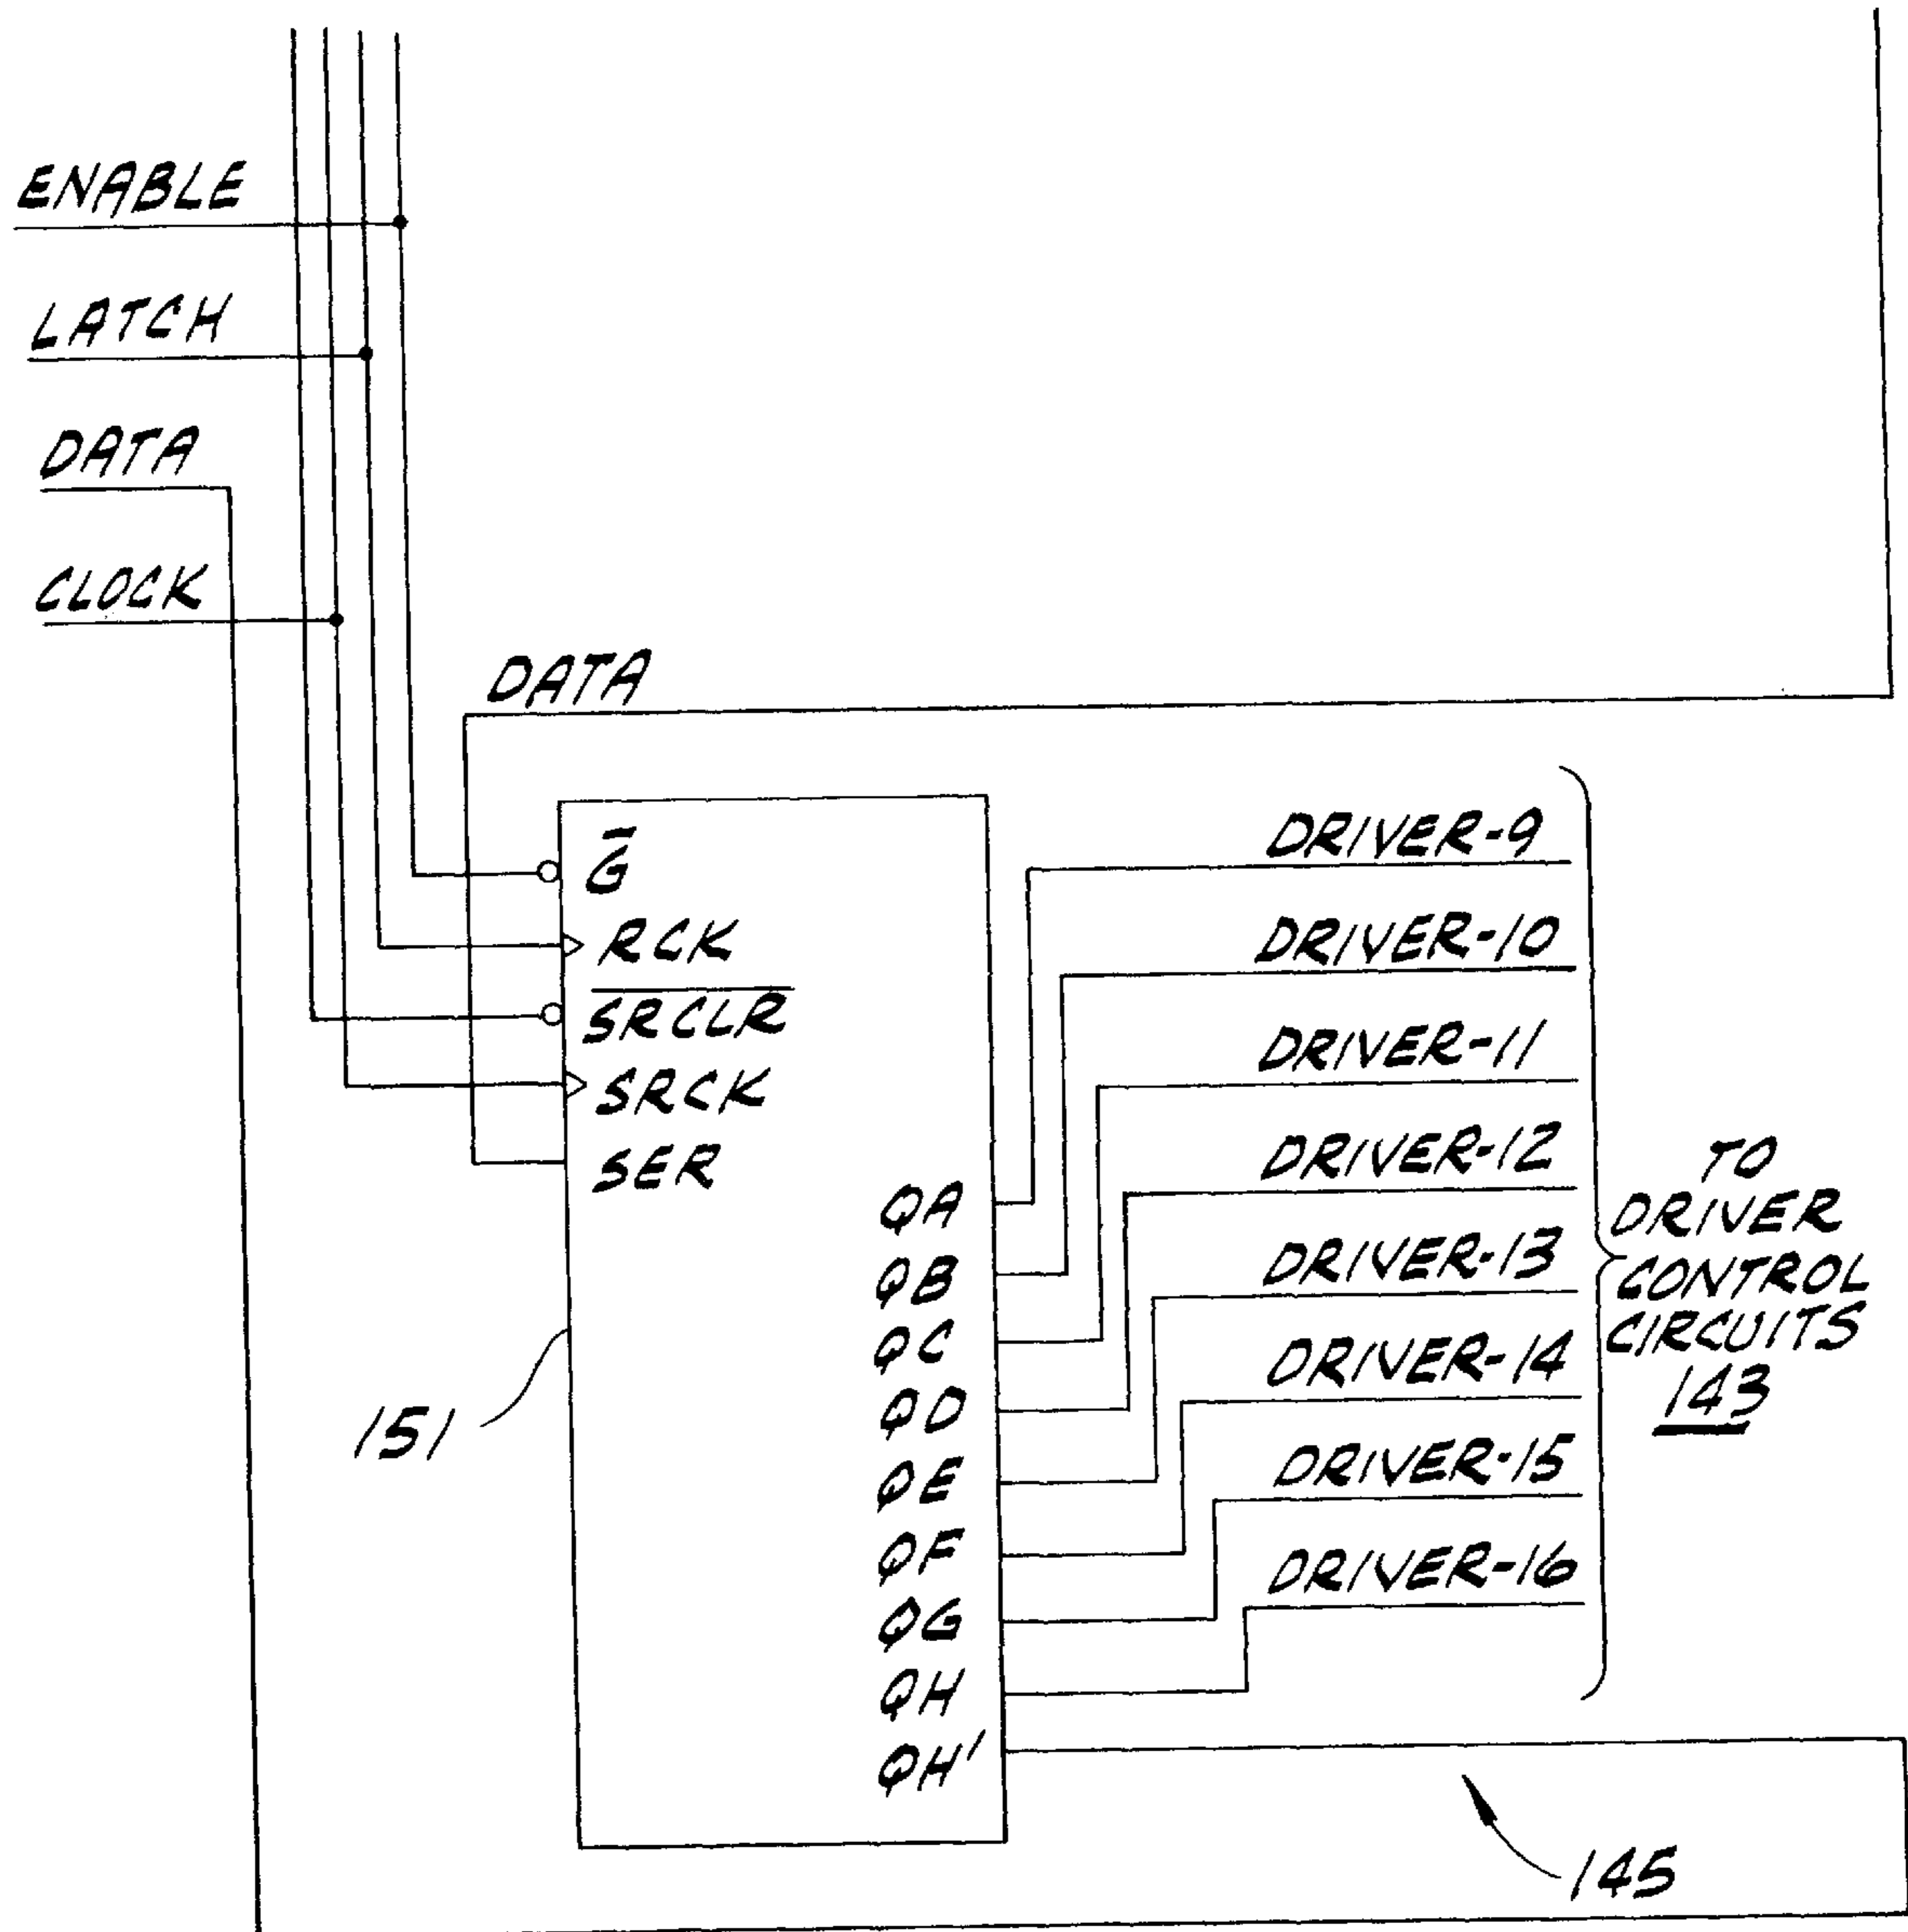 ENABLE
LATCH
DATA
CLOCK
DATA
G̅
RCK
S̅R̅C̅L̅R̅
SRCK
SER
QA
QB
QC
QD
QE
QF
QG
QH
QH'
DRIVER-9
DRIVER-10
DRIVER-11
DRIVER-12
DRIVER-13
DRIVER-14
DRIVER-15
DRIVER-16
TO
DRIVER
CONTROL
CIRCUITS
143
151
145